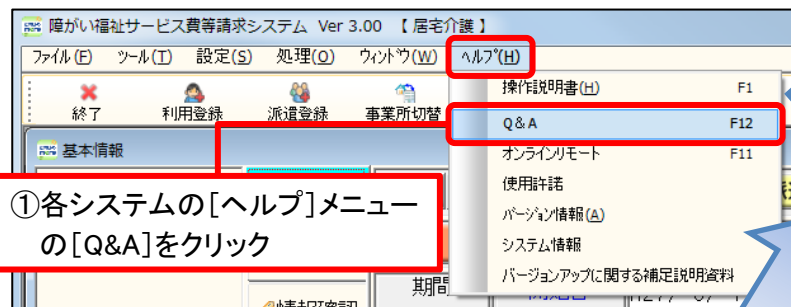 障がい福祉サービス費等請求システム Ver 3.00 【 居宅介護 】
ファイル(F) ツール(T) 設定(S) 処理(O) ウィンドウ(W) ヘルプ(H)
終了 利用登録 派遣登録 事業所切替
操作説明書(H) F1
Q&A F12
オンラインリモート F11
使用許諾
バージョン情報(A)
システム情報
バージョンアップに関する補足説明資料
基本情報
①各システムの[ヘルプ]メニュー
の[Q&A]をクリック
期間